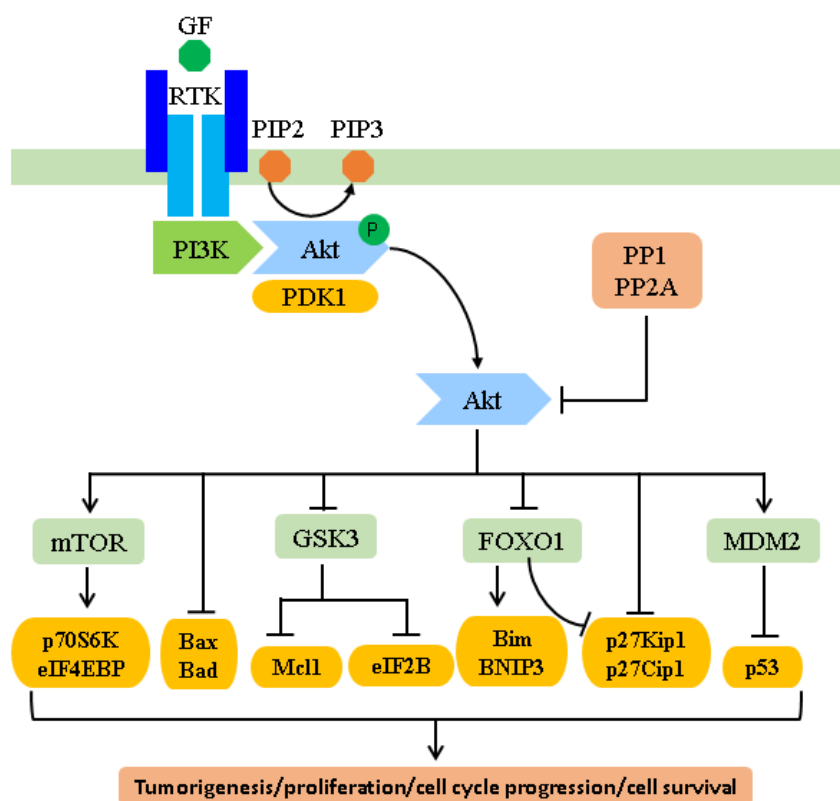 GF
RTK
PIP2
PIP3
PI3K
Akt
P
PDK1
PP1
PP2A
Akt
mTOR
GSK3
FOXO1
MDM2
p70S6K
eIF4EBP
Bax
Bad
Mcl1
eIF2B
Bim
BNIP3
p27Kip1
p27Cip1
p53
Tumorigenesis/proliferation/cell cycle progression/cell survival